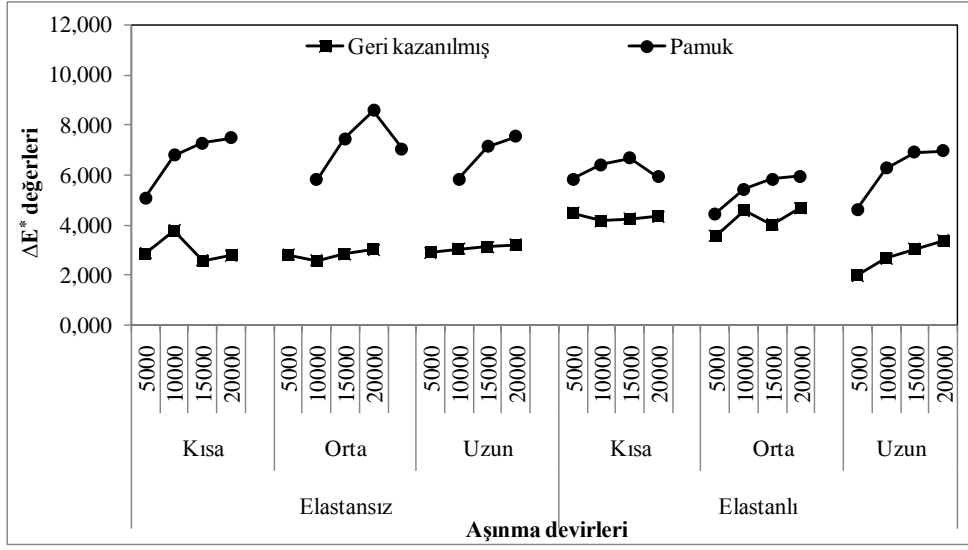 12,000
10,000
8,000
6,000
4,000
2,000
0,000
ΔE* değerleri
Geri kazanılmış Pamuk
5000 10000 15000 20000 5000 10000 15000 20000 5000 10000 15000 20000 5000 10000 15000 20000 5000 10000 15000 20000 5000 10000 15000 20000
Kısa Orta Uzun Kısa Orta Uzun
Elastansız Elastanlı
Aşınma devirleri